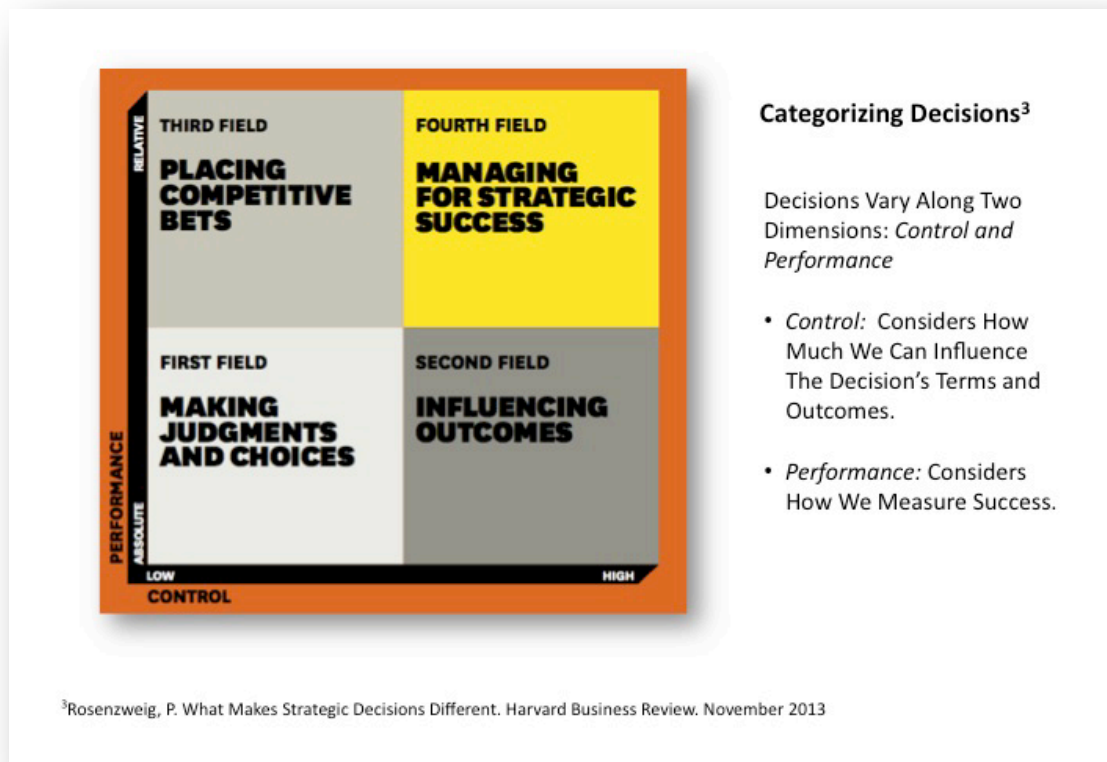 RELATIVE
THIRD FIELD
PLACING
COMPETITIVE
BETS
FOURTH FIELD
MANAGING
FOR STRATEGIC
SUCCESS
FIRST FIELD
MAKING
JUDGMENTS
AND CHOICES
SECOND FIELD
INFLUENCING
OUTCOMES
PERFORMANCE
ABSOLUTE
LOW
HIGH
CONTROL
Categorizing Decisions³
Decisions Vary Along Two
Dimensions: Control and
Performance
• Control: Considers How
Much We Can Influence
The Decision’s Terms and
Outcomes.
• Performance: Considers
How We Measure Success.
³Rosenzweig, P. What Makes Strategic Decisions Different. Harvard Business Review. November 2013